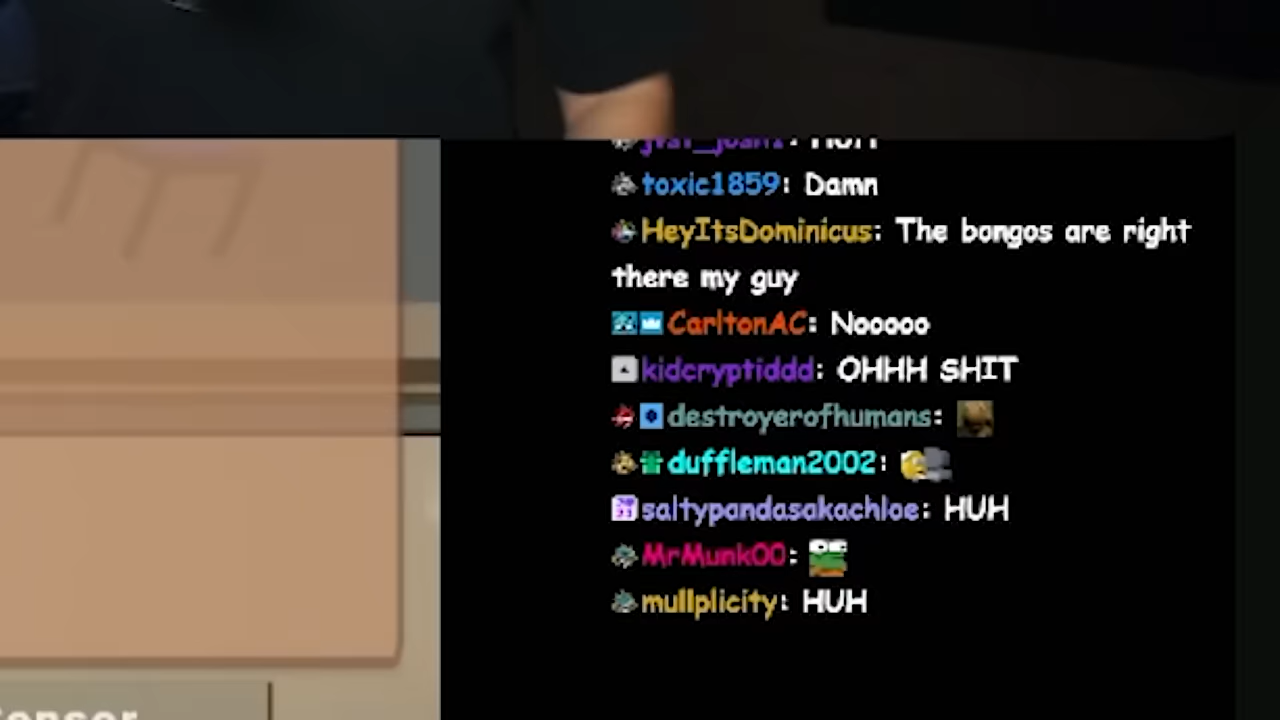 toxic1859: Damn
HeyItsDominicus: The bongos are right
there my guy
CarltonAC: Nooooo
kidcryptiddd: OHHH SHIT
destroyerofhumans:
duffleman2002:
saltypandasakachloe: HUH
MrMunk00:
mullplicity: HUH